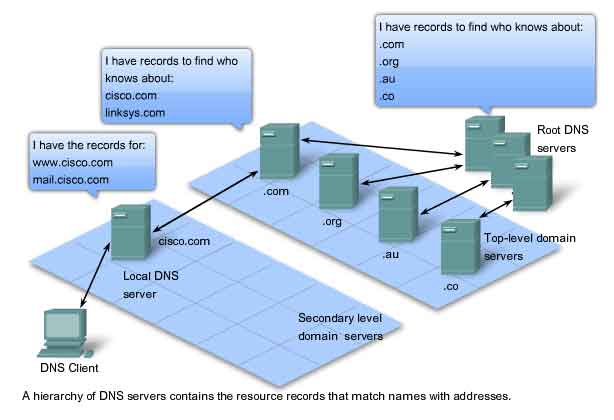 I have records to find who knows about:
.com
.org
.au
.co
I have records to find who
knows about:
cisco.com
linksys.com
I have the records for:
www.cisco.com
mail.cisco.com
Root DNS
servers
.com
.org
.au
.co
Top-level domain
servers
cisco.com
Local DNS
server
Secondary level
domain servers
DNS Client
A hierarchy of DNS servers contains the resource records that match names with addresses.